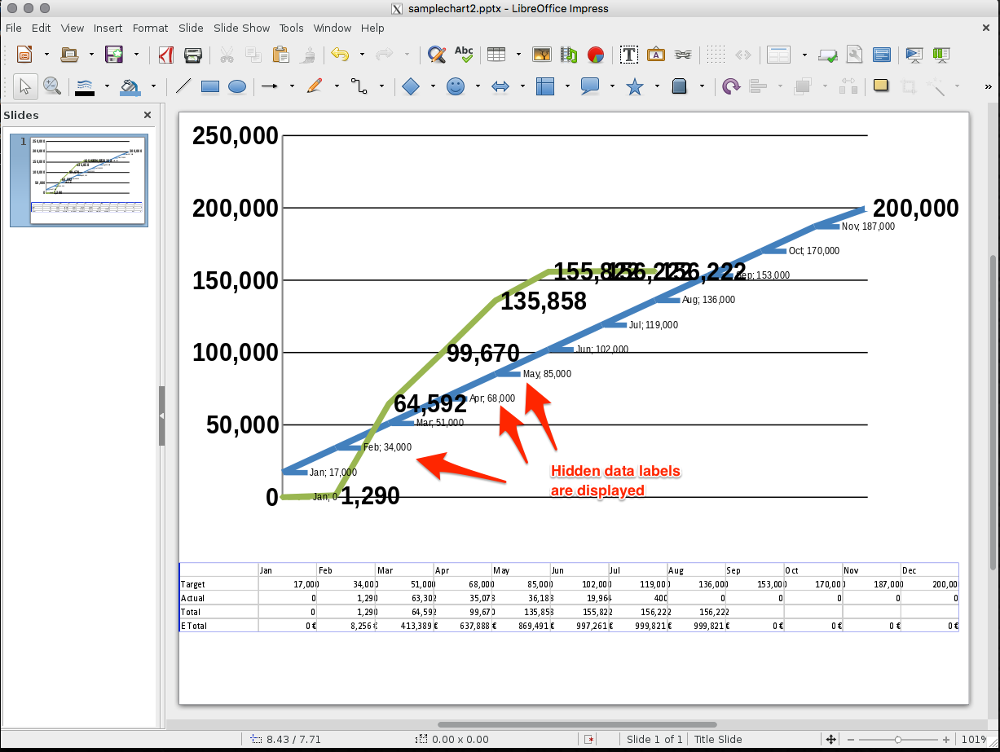 samplechart2.pptx - LibreOffice Impress
File Edit View Insert Format Slide Slide Show Tools Window Help
Slides
1
250,000
200,000
200,000
Nov; 187,000
Oct; 170,000
155,822
156,222
156,222
Sep; 153,000
150,000
135,858
Aug; 136,000
Jul; 119,000
100,000
99,670
Jun; 102,000
May; 85,000
64,592
Apr; 68,000
50,000
Mar; 51,000
Feb; 34,000
Jan; 17,000
Hidden data labels
are displayed
0
Jan; 0
1,290
Jan Feb Mar Apr May Jun Jul Aug Sep Oct Nov Dec
Target 17,000 34,000 51,000 68,000 85,000 102,000 119,000 136,000 153,000 170,000 187,000 200,000
Actual 0 1,290 63,302 35,078 36,188 19,964 400 0 0 0 0 0
Total 0 1,290 64,592 99,670 135,858 155,822 156,222 156,222
E Total 0 € 8,256 € 413,389 € 637,888 € 869,491 € 997,261 € 999,821 € 999,821 € 0 € 0 € 0 € 0 €
8.43 / 7.71 0.00 x 0.00 Slide 1 of 1 Title Slide 101%